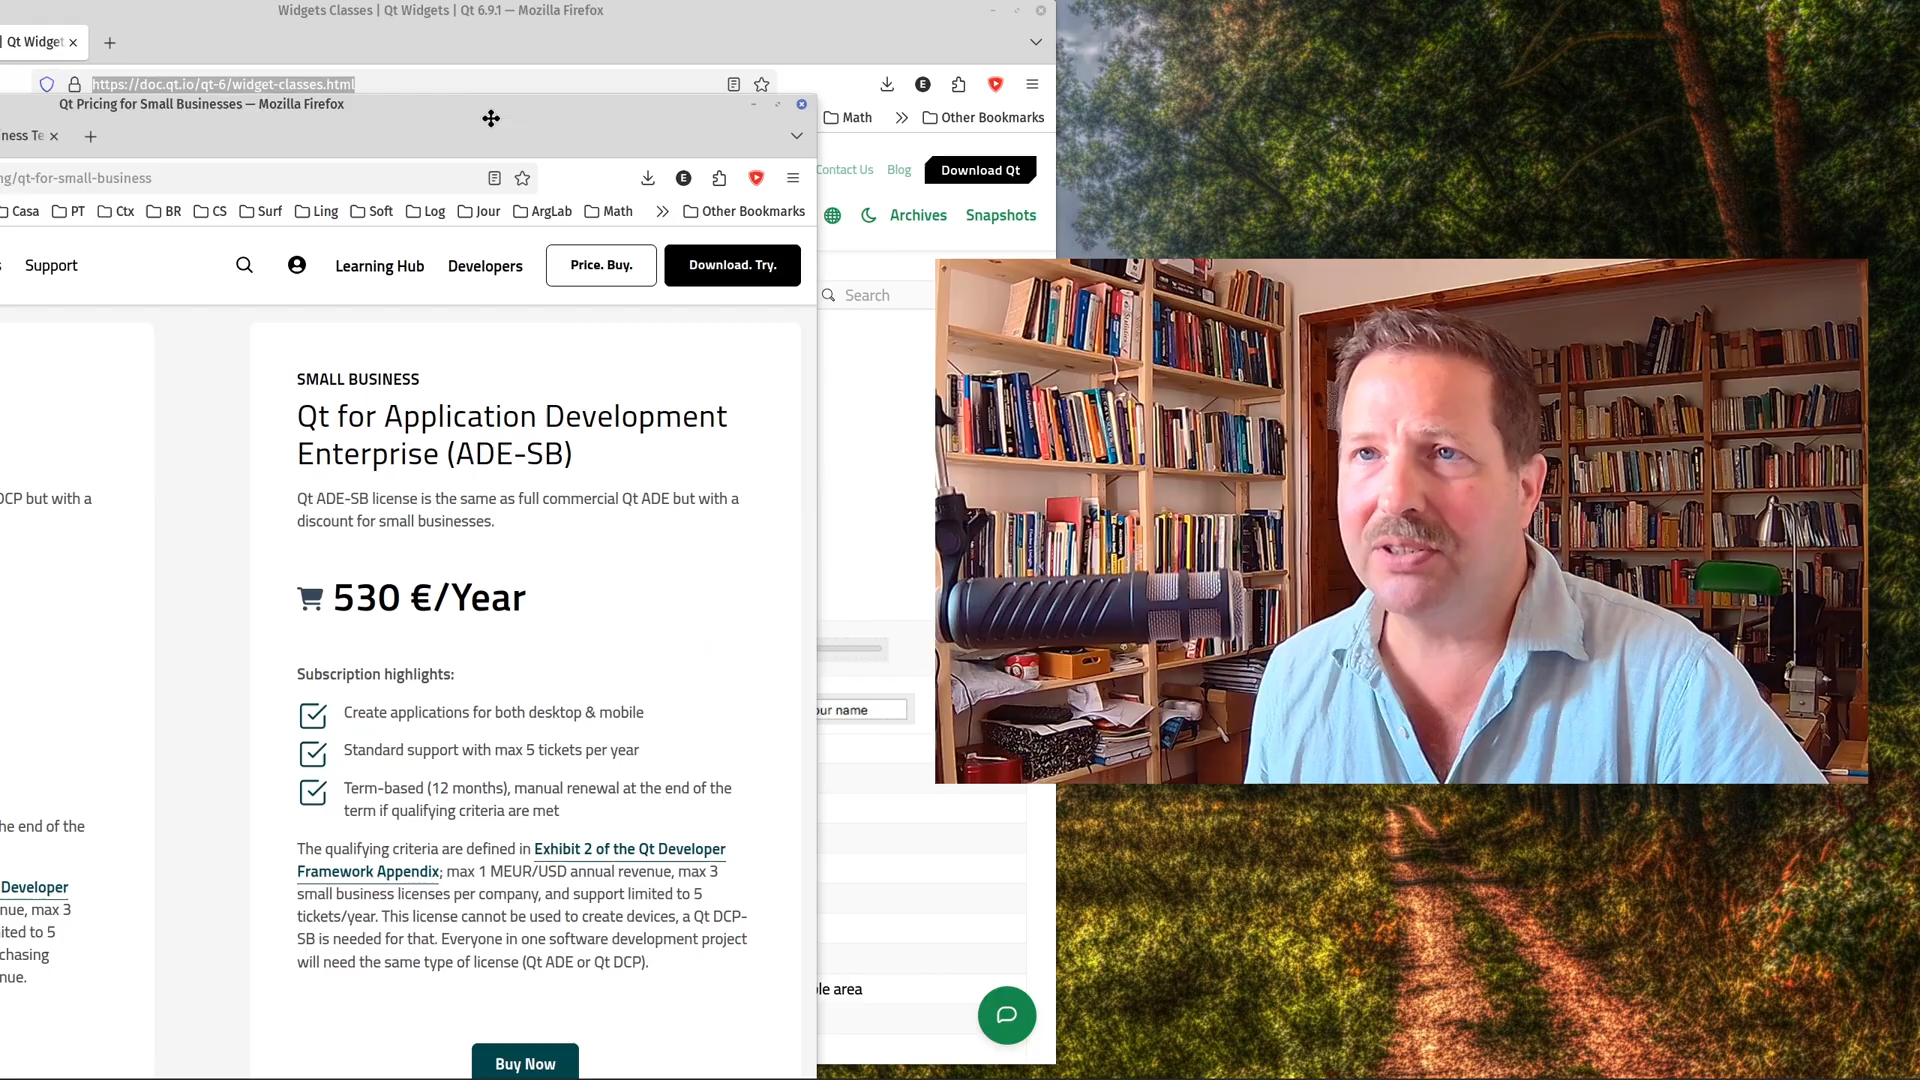 Widgets Classes | Qt Widgets | Qt 6.9.1 — Mozilla Firefox
| Qt Widget
https://doc.qt.io/qt-6/widget-classes.html
Math
Other Bookmarks
Contact Us
Blog
Download Qt
Archives
Snapshots
Search
our name
ole area
Qt Pricing for Small Businesses — Mozilla Firefox
ness Te
ng/qt-for-small-business
Casa PT Ctx BR CS Surf Ling Soft Log Jour ArgLab Math Other Bookmarks
s Support Learning Hub Developers Price. Buy. Download. Try.
DCP but with a
he end of the
Developer
nue, max 3
ited to 5
chasing
nue.
SMALL BUSINESS
Qt for Application Development
Enterprise (ADE-SB)
Qt ADE-SB license is the same as full commercial Qt ADE but with a
discount for small businesses.
530 €/Year
Subscription highlights:
Create applications for both desktop & mobile
Standard support with max 5 tickets per year
Term-based (12 months), manual renewal at the end of the
term if qualifying criteria are met
The qualifying criteria are defined in Exhibit 2 of the Qt Developer
Framework Appendix; max 1 MEUR/USD annual revenue, max 3
small business licenses per company, and support limited to 5
tickets/year. This license cannot be used to create devices, a Qt DCP-
SB is needed for that. Everyone in one software development project
will need the same type of license (Qt ADE or Qt DCP).
Buy Now